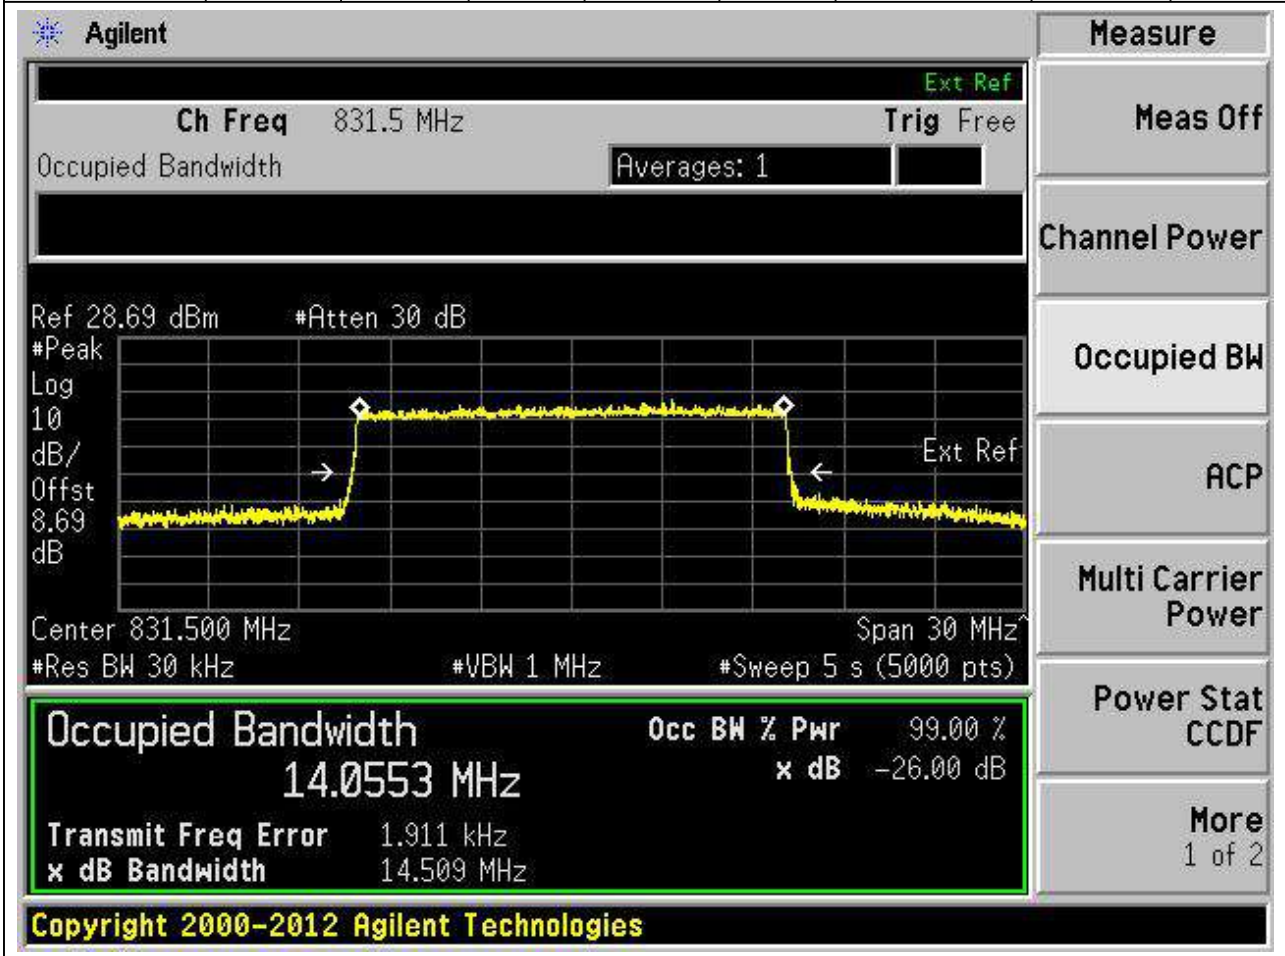 Agilent
Measure
Ext Ref
Ch Freq 831.5 MHz Trig Free
Meas Off
Occupied Bandwidth Averages: 1
Channel Power
Ref 28.69 dBm #Atten 30 dB
#Peak
Log
10
dB/
Offst
8.69
dB
Ext Ref
Occupied BW
ACP
Center 831.500 MHz Span 30 MHz^
#Res BW 30 kHz #VBW 1 MHz #Sweep 5 s (5000 pts)
Multi Carrier
Power
Occupied Bandwidth Occ BW % Pwr 99.00 %
14.0553 MHz x dB -26.00 dB
Transmit Freq Error 1.911 kHz
x dB Bandwidth 14.509 MHz
Power Stat
CCDF
More
1 of 2
Copyright 2000-2012 Agilent Technologies